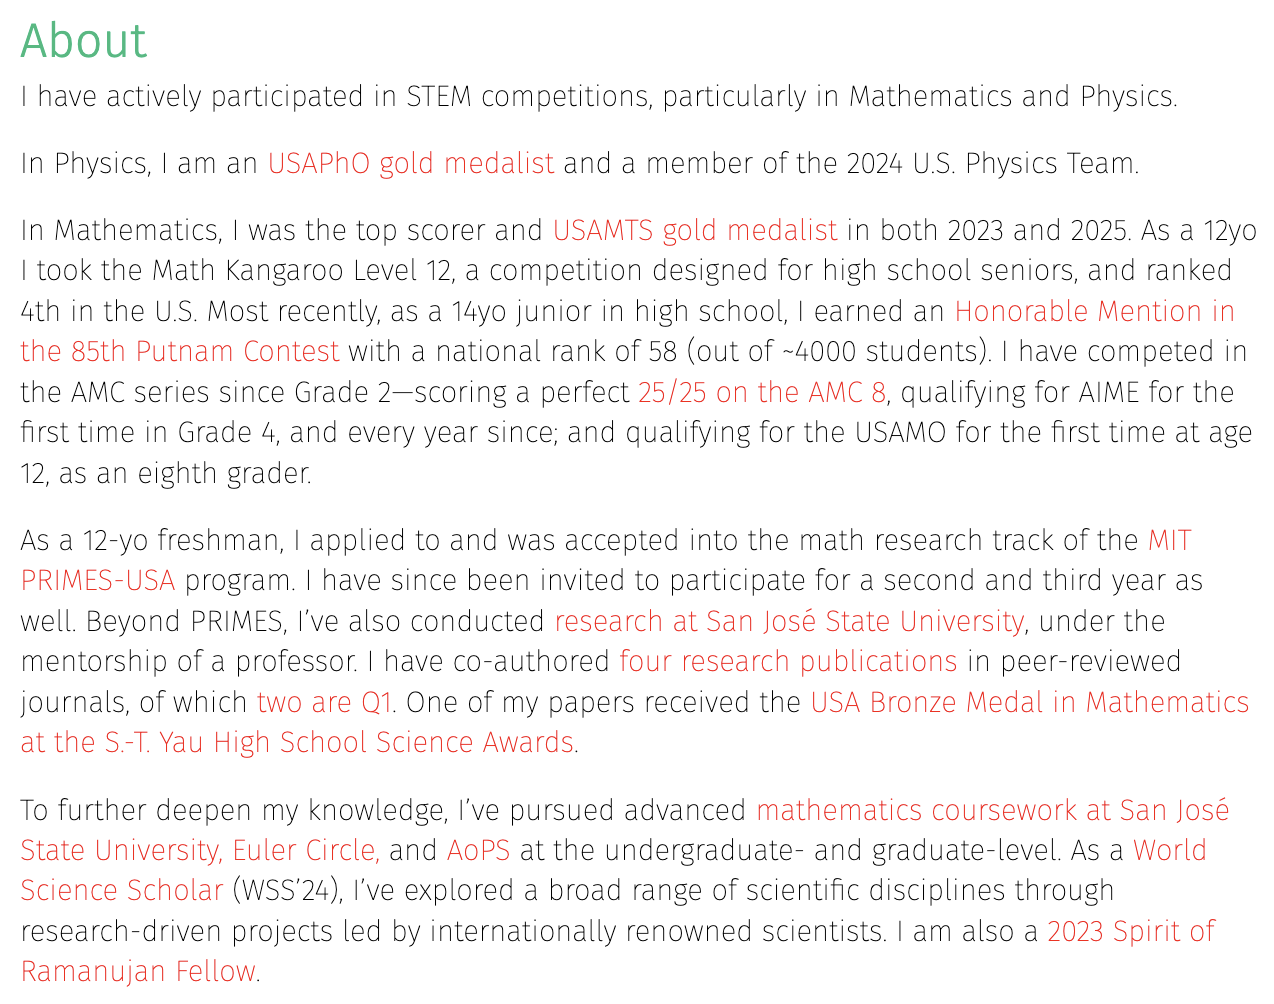 About
I have actively participated in STEM competitions, particularly in Mathematics and Physics.
In Physics, I am an USAPhO gold medalist and a member of the 2024 U.S. Physics Team.
In Mathematics, I was the top scorer and USAMTS gold medalist in both 2023 and 2025. As a 12yo
I took the Math Kangaroo Level 12, a competition designed for high school seniors, and ranked
4th in the U.S. Most recently, as a 14yo junior in high school, I earned an Honorable Mention in
the 85th Putnam Contest with a national rank of 58 (out of ~4000 students). I have competed in
the AMC series since Grade 2—scoring a perfect 25/25 on the AMC 8, qualifying for AIME for the
first time in Grade 4, and every year since; and qualifying for the USAMO for the first time at age
12, as an eighth grader.
As a 12-yo freshman, I applied to and was accepted into the math research track of the MIT
PRIMES-USA program. I have since been invited to participate for a second and third year as
well. Beyond PRIMES, I’ve also conducted research at San José State University, under the
mentorship of a professor. I have co-authored four research publications in peer-reviewed
journals, of which two are Q1. One of my papers received the USA Bronze Medal in Mathematics
at the S.-T. Yau High School Science Awards.
To further deepen my knowledge, I’ve pursued advanced mathematics coursework at San José
State University, Euler Circle, and AoPS at the undergraduate- and graduate-level. As a World
Science Scholar (WSS’24), I’ve explored a broad range of scientific disciplines through
research-driven projects led by internationally renowned scientists. I am also a 2023 Spirit of
Ramanujan Fellow.